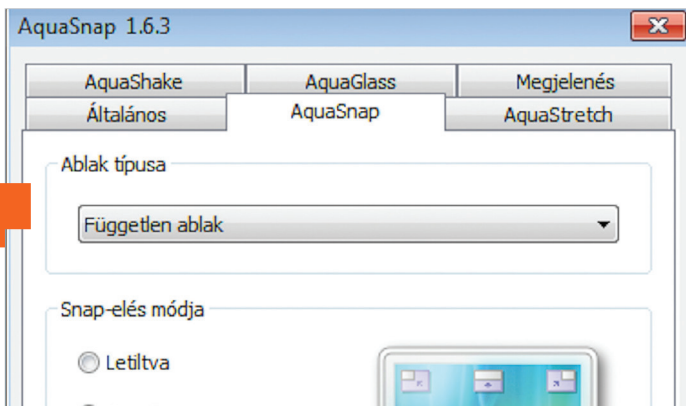 AquaSnap 1.6.3
AquaShake AquaGlass Megjelenés
Általános AquaSnap AquaStretch
Ablak típusa
Független ablak
Snap-elés módja
Letiltva